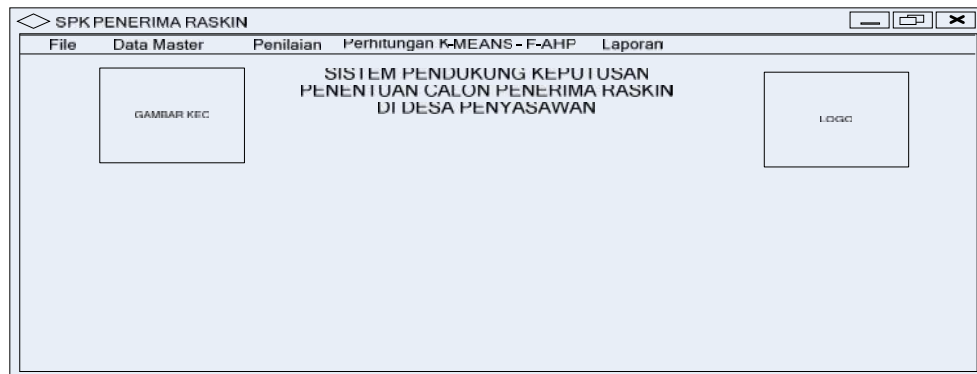 SPK PENERIMA RASKIN
File Data Master Penilaian Perhitungan K-MEANS - F-AHP Laporan
SISTEM PENDUKUNG KEPUTUSAN
PENENTUAN CALON PENERIMA RASKIN
DI DESA PENYASAWAN
GAMBAR KEC
LOGO